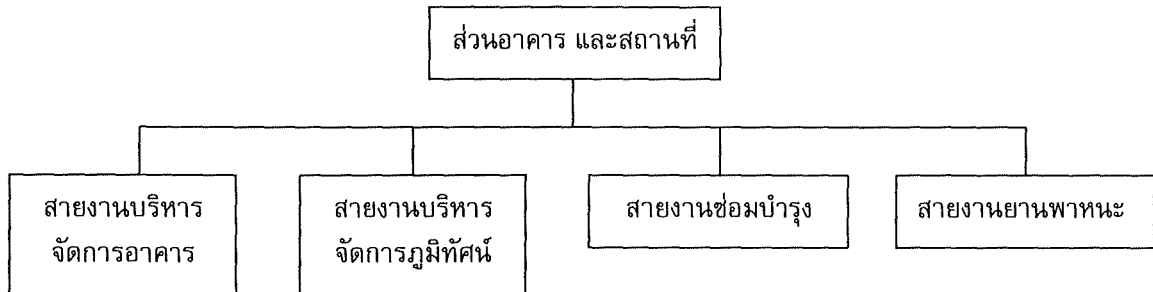 ส่วนอาคาร และสถานที่
สายงานบริหาร
จัดการอาคาร
สายงานบริหาร
จัดการภูมิทัศน์
สายงานซ่อมบำรุง
สายงานยานพาหนะ